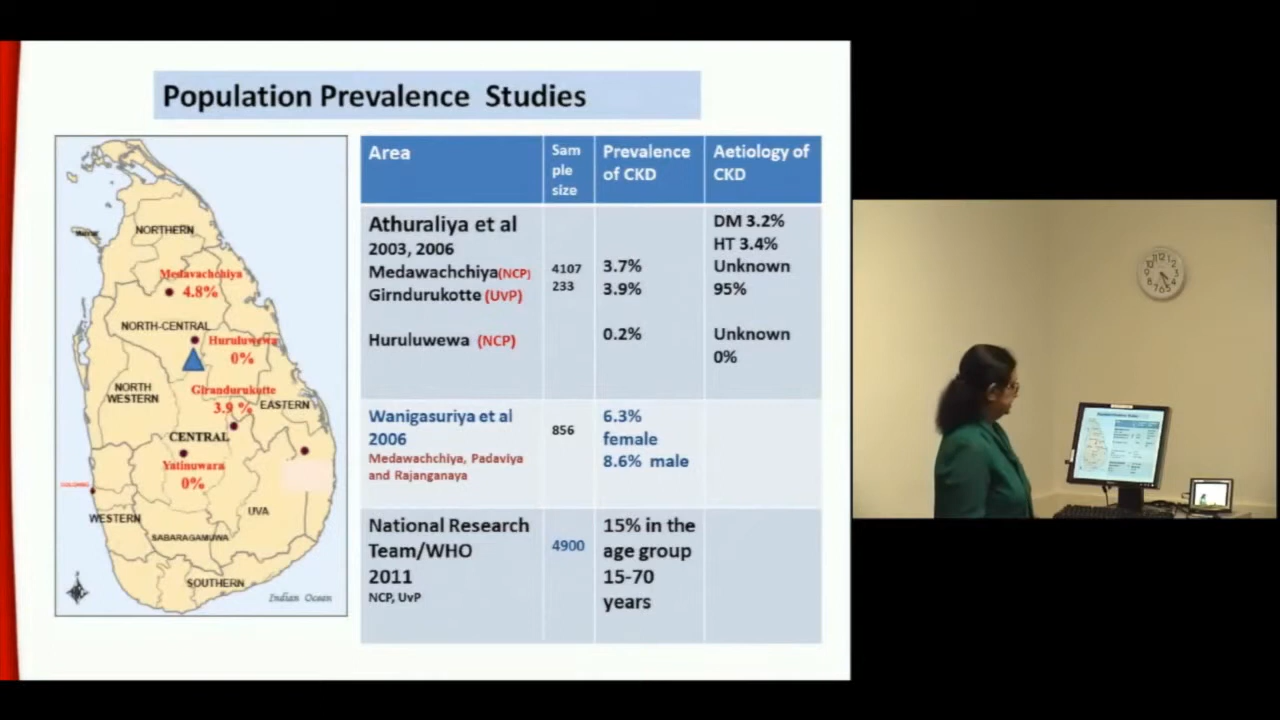 Population Prevalence Studies
NORTHERN
Medavachchiya
4.8%
NORTH-CENTRAL
Huruluwewa
0%
NORTH
WESTERN
Girandurukotte
3.9 %
EASTERN
CENTRAL
Yatinuwara
0%
COLOMBO
WESTERN
UVA
SABARAGAMUWA
SOUTHERN
Indian Ocean
Area
Sam
ple
size
Prevalence
of CKD
Aetiology of
CKD
Athuraliya et al
2003, 2006
Medawachchiya(NCP)
Girndurukotte (UVP)
Huruluwewa (NCP)
4107
233
3.7%
3.9%
0.2%
DM 3.2%
HT 3.4%
Unknown
95%
Unknown
0%
Wanigasuriya et al
2006
Medawachchiya, Padaviya
and Rajanganaya
856
6.3%
female
8.6% male
National Research
Team/WHO
2011
NCP, UvP
4900
15% in the
age group
15-70
years